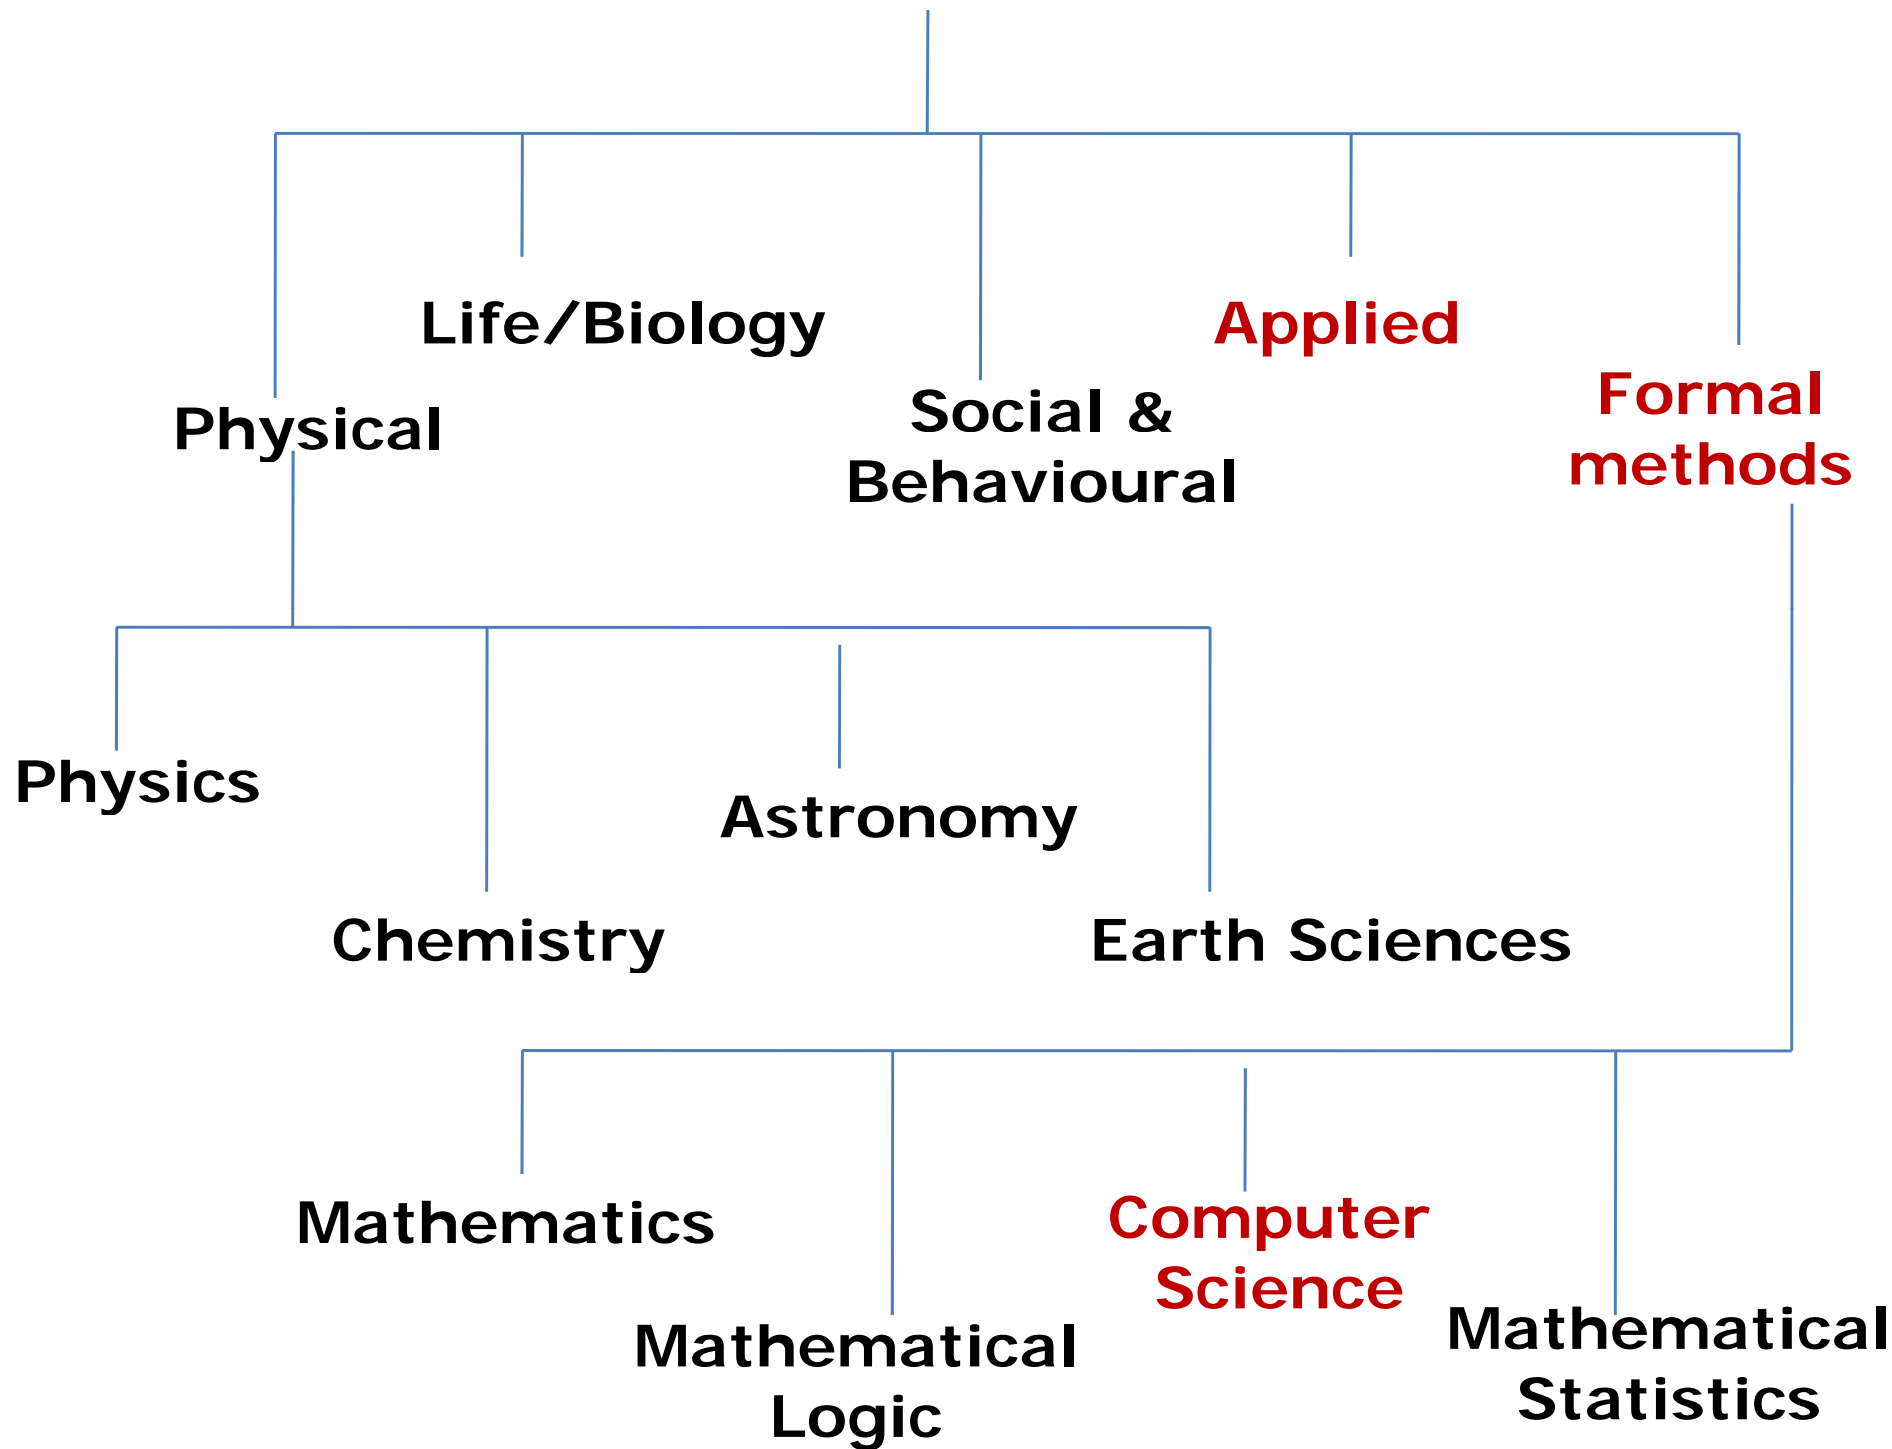 Life/Biology
Applied
Physical
Social &
Behavioural
Formal
methods
Physics
Astronomy
Chemistry
Earth Sciences
Mathematics
Computer
Science
Mathematical
Logic
Mathematical
Statistics